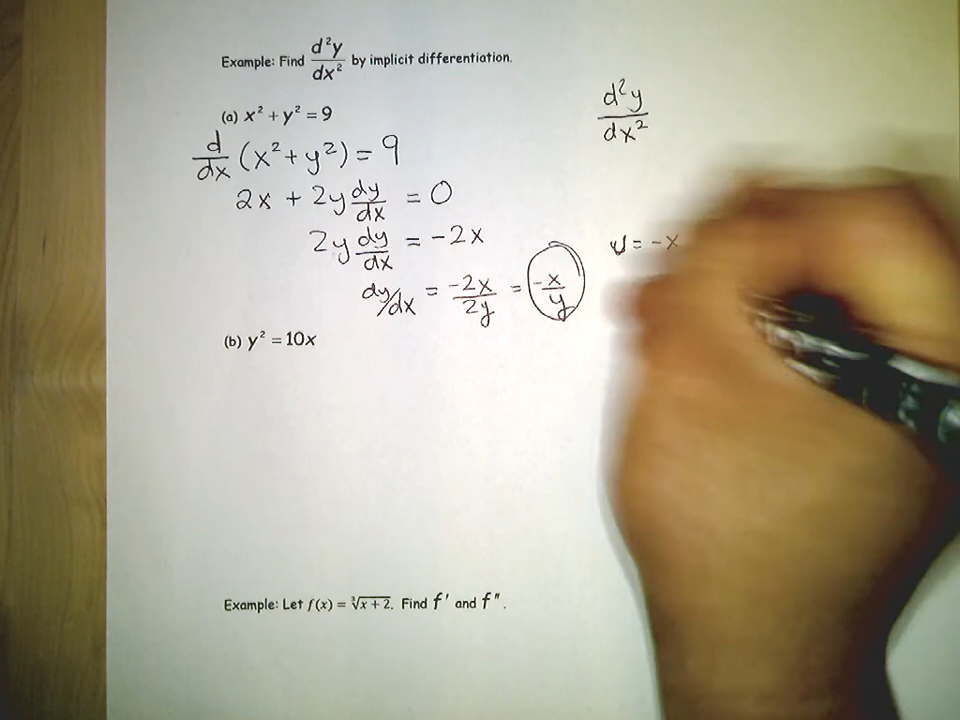 Example: Find d²y/dx² by implicit differentiation.
(a) x² + y² = 9
d²y/dx²
d/dx (x² + y²) = 9
2x + 2y dy/dx = 0
2y dy/dx = -2x
= -x
dy/dx = -2x/2y = -x/y
(b) y² = 10x
Example: Let f(x) = ∛x + 2. Find f' and f".